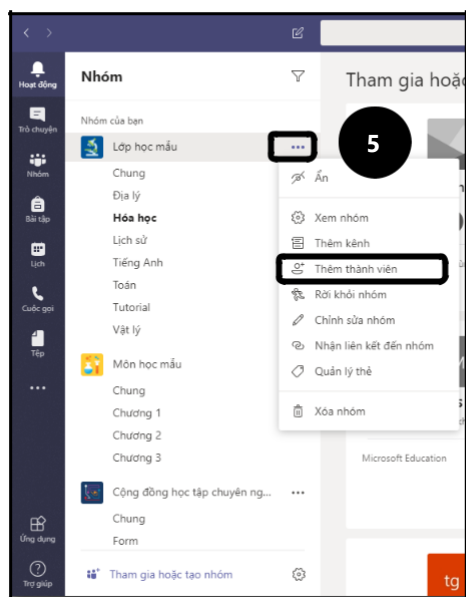 Hoạt động
Trò chuyện
Nhóm
Bài tập
Lịch
Cuộc gọi
Tệp
Ứng dụng
Trợ giúp
Nhóm
Nhóm của bạn
Lớp học mẫu
Chung
Địa lý
Hóa học
Lịch sử
Tiếng Anh
Toán
Tutorial
Vật lý
Môn học mẫu
Chung
Chương 1
Chương 2
Chương 3
Cộng đồng học tập chuyên ng...
Chung
Form
Tham gia hoặc tạo nhóm
5
Ẩn
Xem nhóm
Thêm kênh
Thêm thành viên
Rời khỏi nhóm
Chỉnh sửa nhóm
Nhận liên kết đến nhóm
Quản lý thẻ
Xóa nhóm
Tham gia hoặc
Microsoft Education
tg